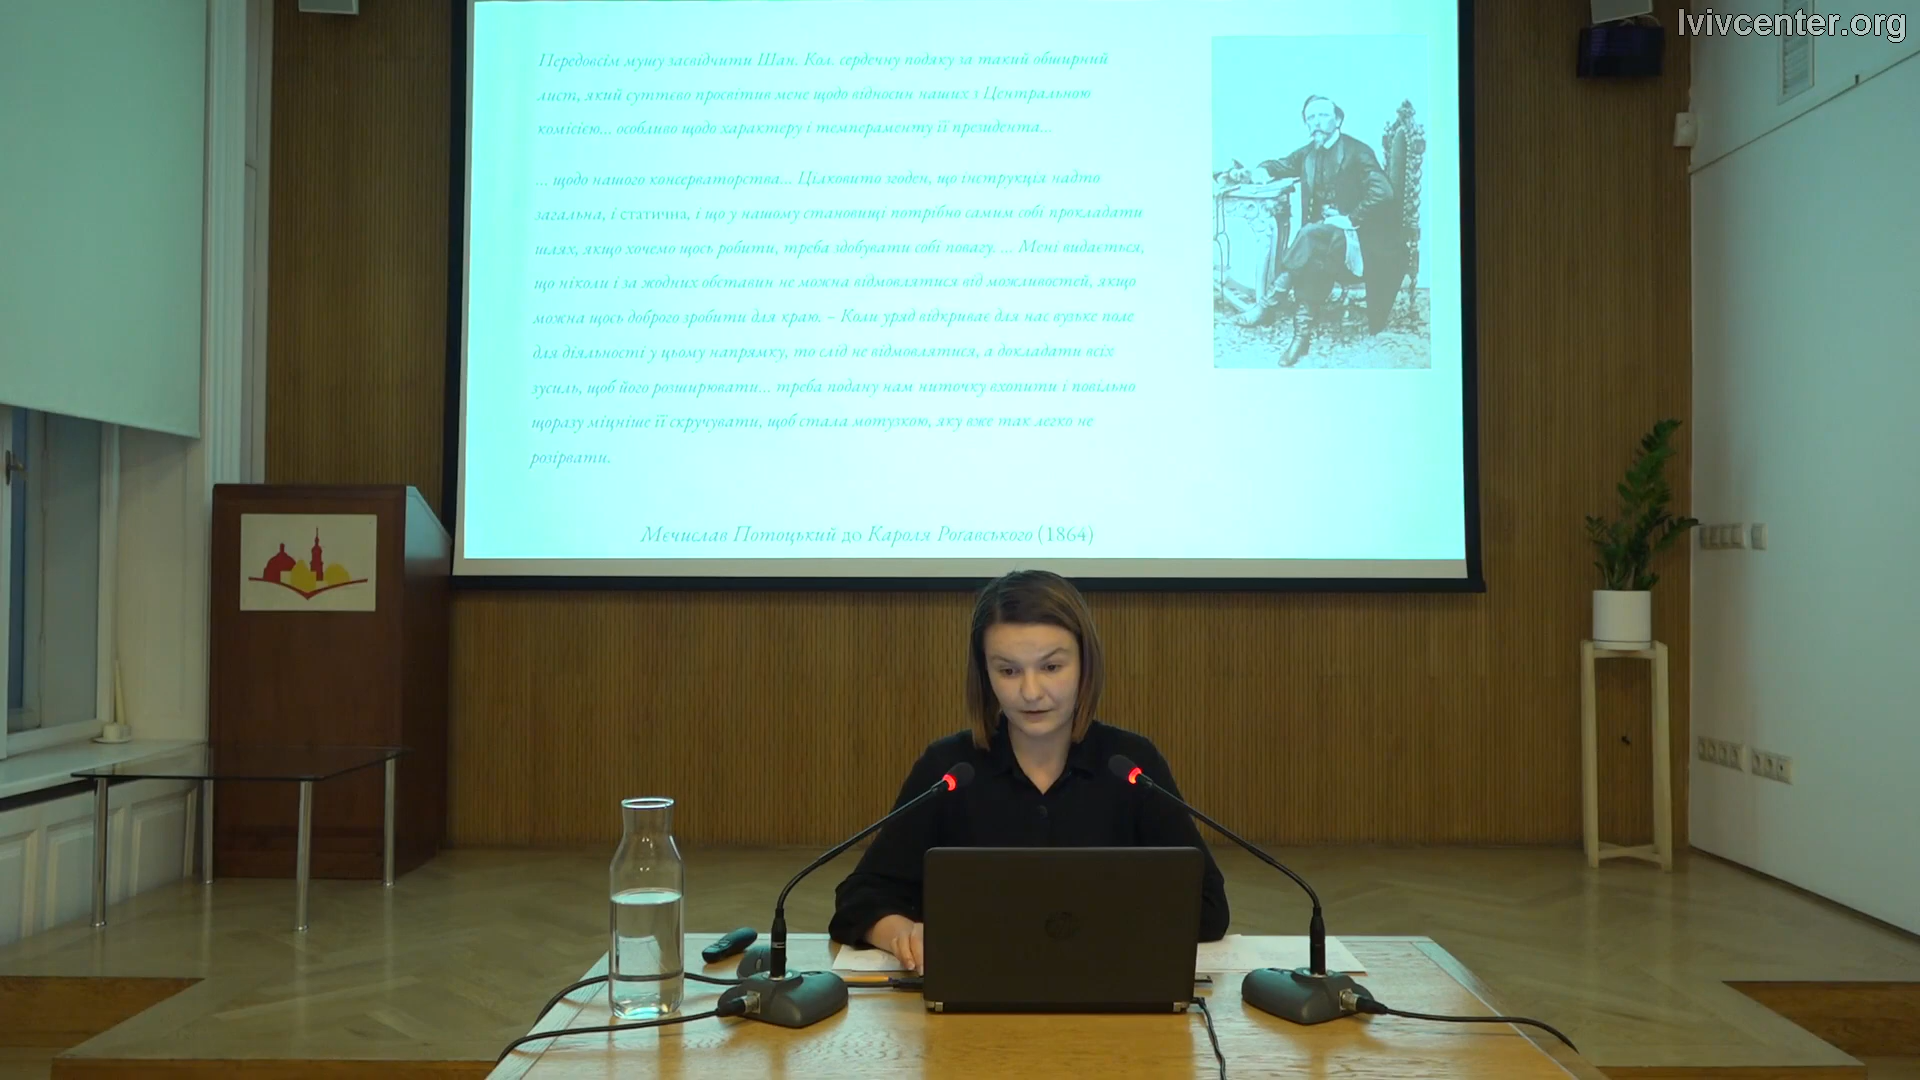 lvivcenter.org
Передовсім мушу засвідчити Шан. Кол. сердечну подяку за такий обширний
лист, який суттєво просвітив мене щодо відносин наших з Центральною
комісією... особливо щодо характеру і темпераменту її президента...
... щодо нашого консерваторства... Цілковито згоден, що інструкція надто
загальна, і статична, і що у нашому становищі потрібно самим собі прокладати
шлях, якщо хочемо щось робити, треба здобувати собі повагу. ... Мені видається,
що ніколи і за жодних обставин не можна відмовлятися від можливостей, якщо
можна щось доброго зробити для краю. – Коли уряд відкриває для нас вузьке поле
для діяльності у цьому напрямку, то слід не відмовлятися, а докладати всіх
зусиль, щоб його розширювати... треба подану нам ниточку вхопити і повільно
щоразу міцніше її скручувати, щоб стала мотузкою, яку вже так легко не
розірвати.
Мєчислав Потоцький до Кароля Роґавського (1864)